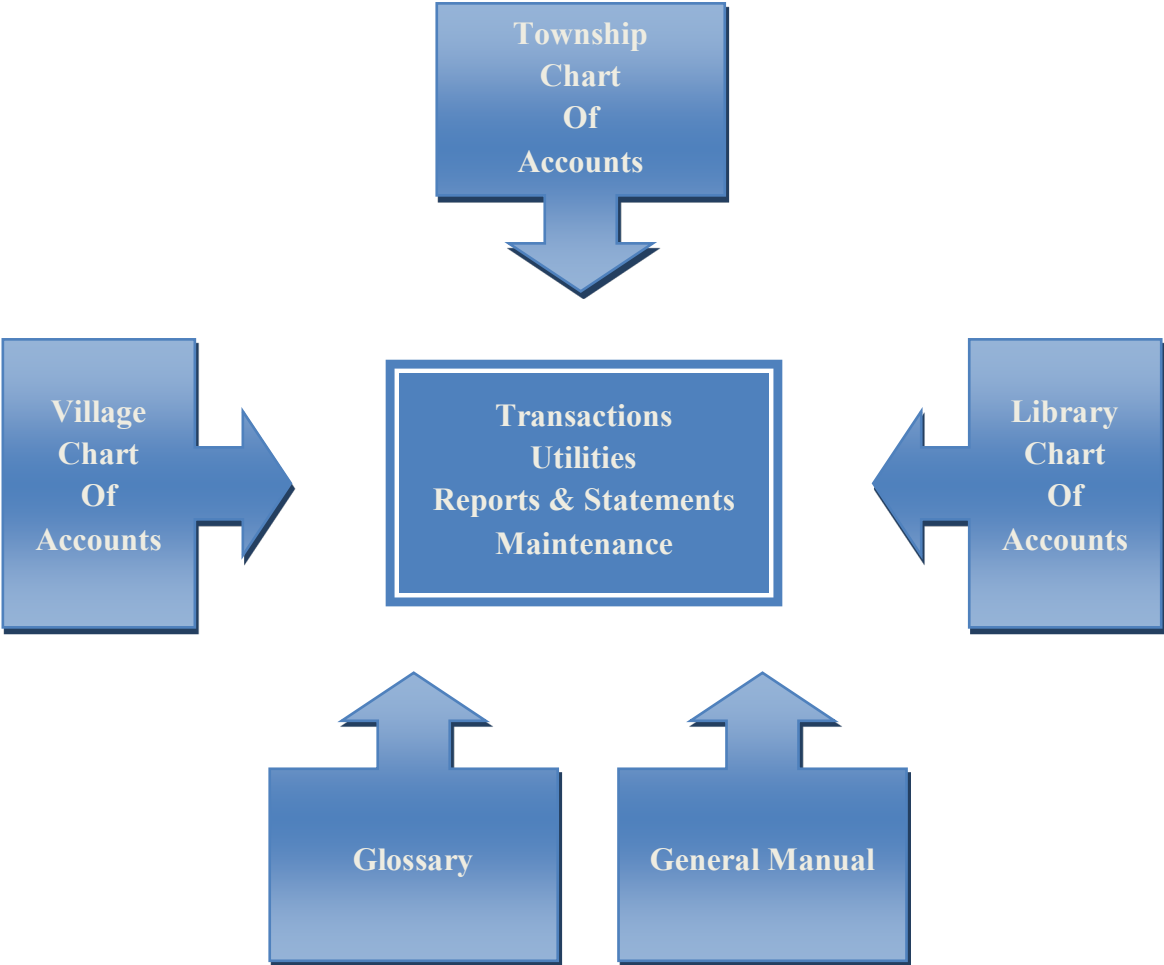 Township
Chart
Of
Accounts
Village
Chart
Of
Accounts
Transactions
Utilities
Reports & Statements
Maintenance
Library
Chart
Of
Accounts
Glossary
General Manual